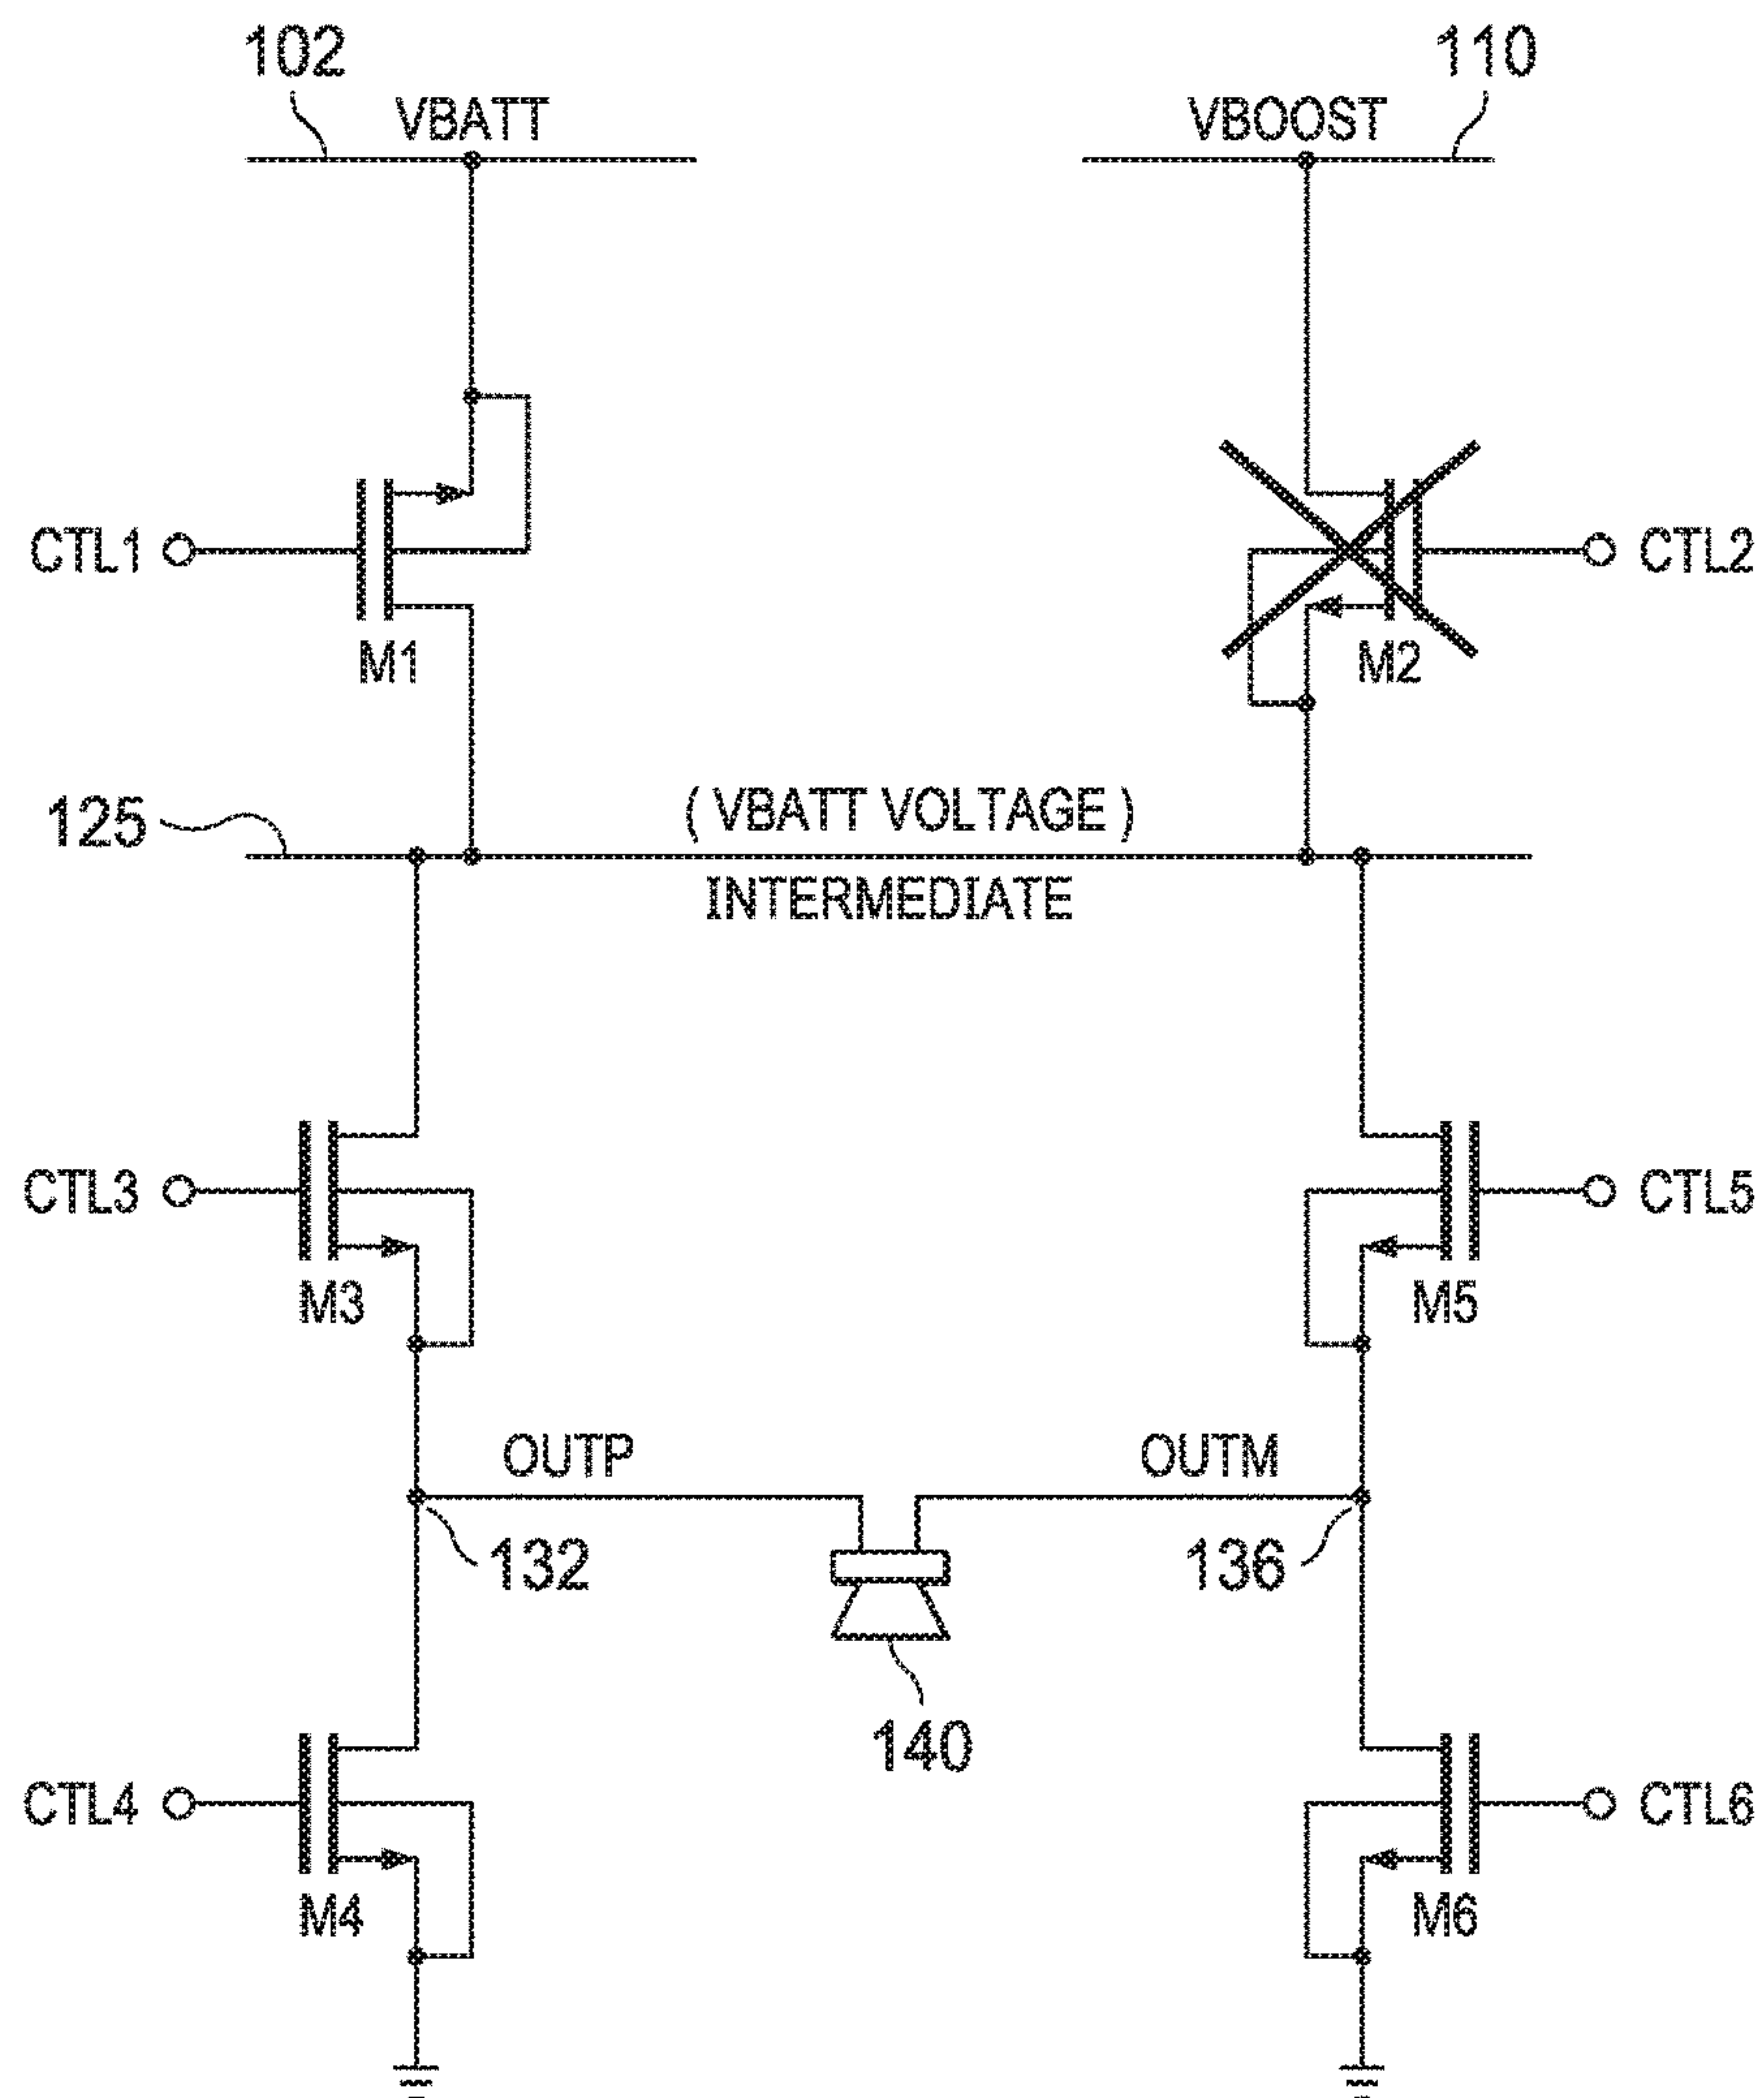 102
110
VBATT
VBOOST
CTL1
CTL2
M1
M2
125
( VBATT VOLTAGE )
INTERMEDIATE
CTL3
CTL5
M3
M5
OUTP
OUTM
132
136
140
CTL4
CTL6
M4
M6